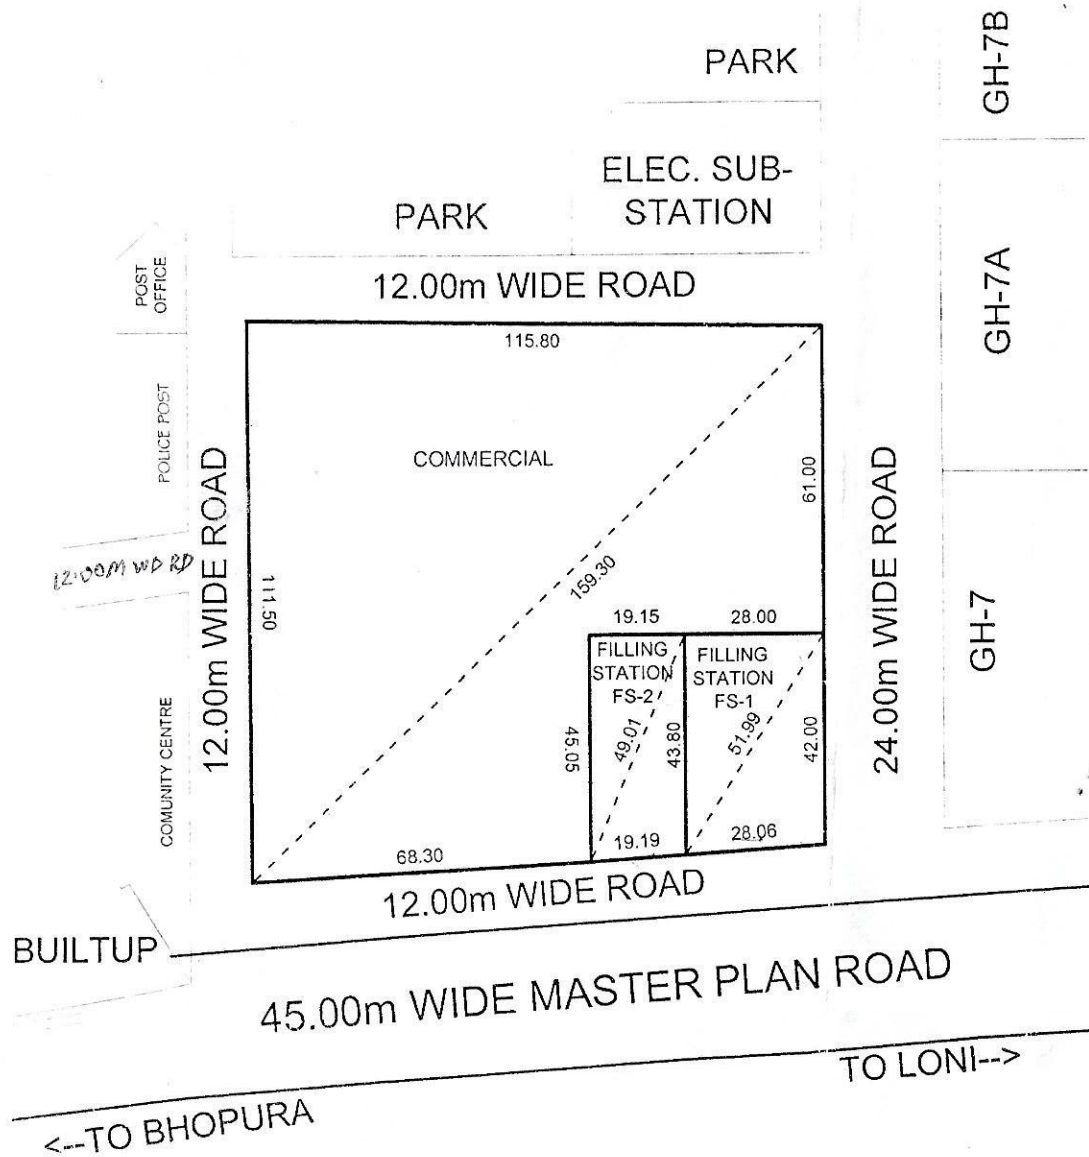 PARK
GH-7B
ELEC. SUB-
STATION
PARK
POST
OFFICE
12.00m WIDE ROAD
GH-7A
115.80
POLICE POST
COMMERCIAL
61.00
12.00m WIDE ROAD
24.00m WIDE ROAD
12.00M WD RD
111.50
159.30
19.15
28.00
GH-7
FILLING
STATION
FS-2
FILLING
STATION
FS-1
COMUNITY CENTRE
45.05
49.01
43.80
51.99
42.00
68.30
19.19
28.06
12.00m WIDE ROAD
BUILTUP
45.00m WIDE MASTER PLAN ROAD
TO LONI-->
<--TO BHOPURA